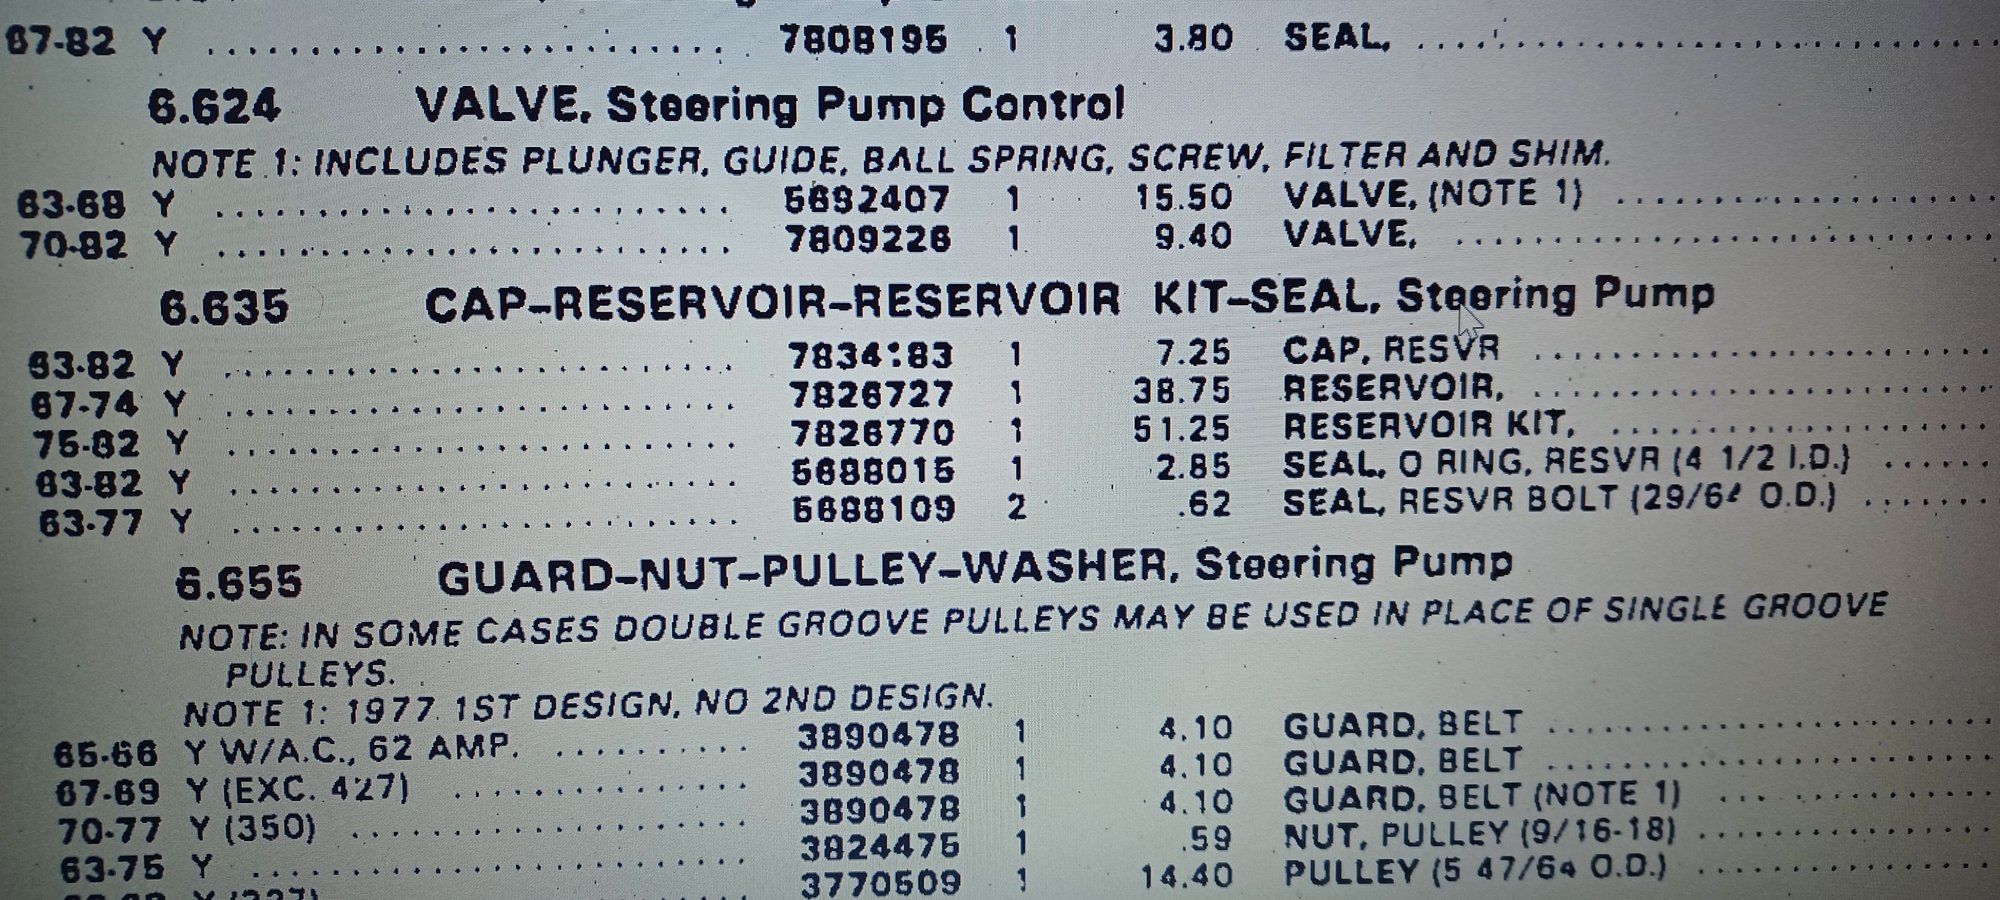 67-82 Y ........................ 7808195 1 3.80 SEAL, ........................
6.624 VALVE, Steering Pump Control
NOTE 1: INCLUDES PLUNGER, GUIDE, BALL SPRING, SCREW, FILTER AND SHIM.
63-68 Y ........................ 5692407 1 15.50 VALVE, (NOTE 1) ................
70-82 Y ........................ 7809226 1 9.40 VALVE, ........................
6.635 CAP-RESERVOIR-RESERVOIR KIT-SEAL, Steering Pump
63-82 Y ........................ 7834183 1 7.25 CAP, RESVR ....................
67-74 Y ........................ 7826727 1 38.75 RESERVOIR, ....................
75-82 Y ........................ 7826770 1 51.25 RESERVOIR KIT, ................
63-82 Y ........................ 5688015 1 2.85 SEAL, O RING, RESVR (4 1/2 I.D.) ......
63-77 Y ........................ 5688109 2 .62 SEAL, RESVR BOLT (29/64 O.D.) .......
6.655 GUARD-NUT-PULLEY-WASHER, Steering Pump
NOTE: IN SOME CASES DOUBLE GROOVE PULLEYS MAY BE USED IN PLACE OF SINGLE GROOVE
PULLEYS.
NOTE 1: 1977 1ST DESIGN, NO 2ND DESIGN.
65-66 Y W/A.C., 62 AMP. .......... 3890478 1 4.10 GUARD, BELT ....................
67-69 Y (EXC. 427) .............. 3890478 1 4.10 GUARD, BELT ....................
70-77 Y (350) .................. 3890478 1 4.10 GUARD, BELT (NOTE 1) ............
63-75 Y ........................ 3824475 1 .59 NUT, PULLEY (9/16-18) .............
Y (327) 3770509 1 14.40 PULLEY (5 47/64 O.D.) .............